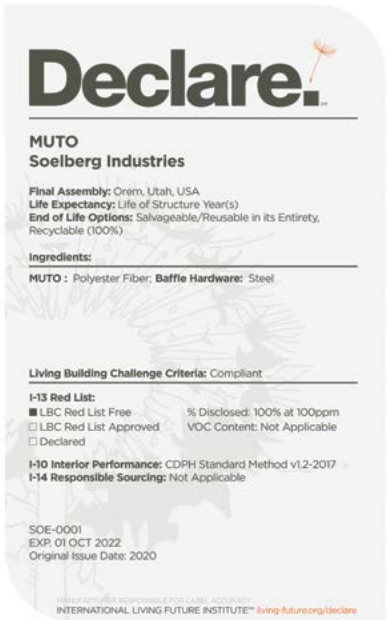 Declare.
MUTO
Soelberg Industries
Final Assembly: Orem, Utah, USA
Life Expectancy: Life of Structure Year(s)
End of Life Options: Salvageable/Reusable in its Entirety,
Recyclable (100%)
Ingredients:
MUTO : Polyester Fiber; Baffle Hardware: Steel
Living Building Challenge Criteria: Compliant
I-13 Red List:
■ LBC Red List Free % Disclosed: 100% at 100ppm
□ LBC Red List Approved VOC Content: Not Applicable
□ Declared
I-10 Interior Performance: CDPH Standard Method v1.2-2017
I-14 Responsible Sourcing: Not Applicable
SOE-0001
EXP. 01 OCT 2022
Original Issue Date: 2020
MANUFACTURER RESPONSIBLE FOR LABEL ACCURACY
INTERNATIONAL LIVING FUTURE INSTITUTE™ living-future.org/declare